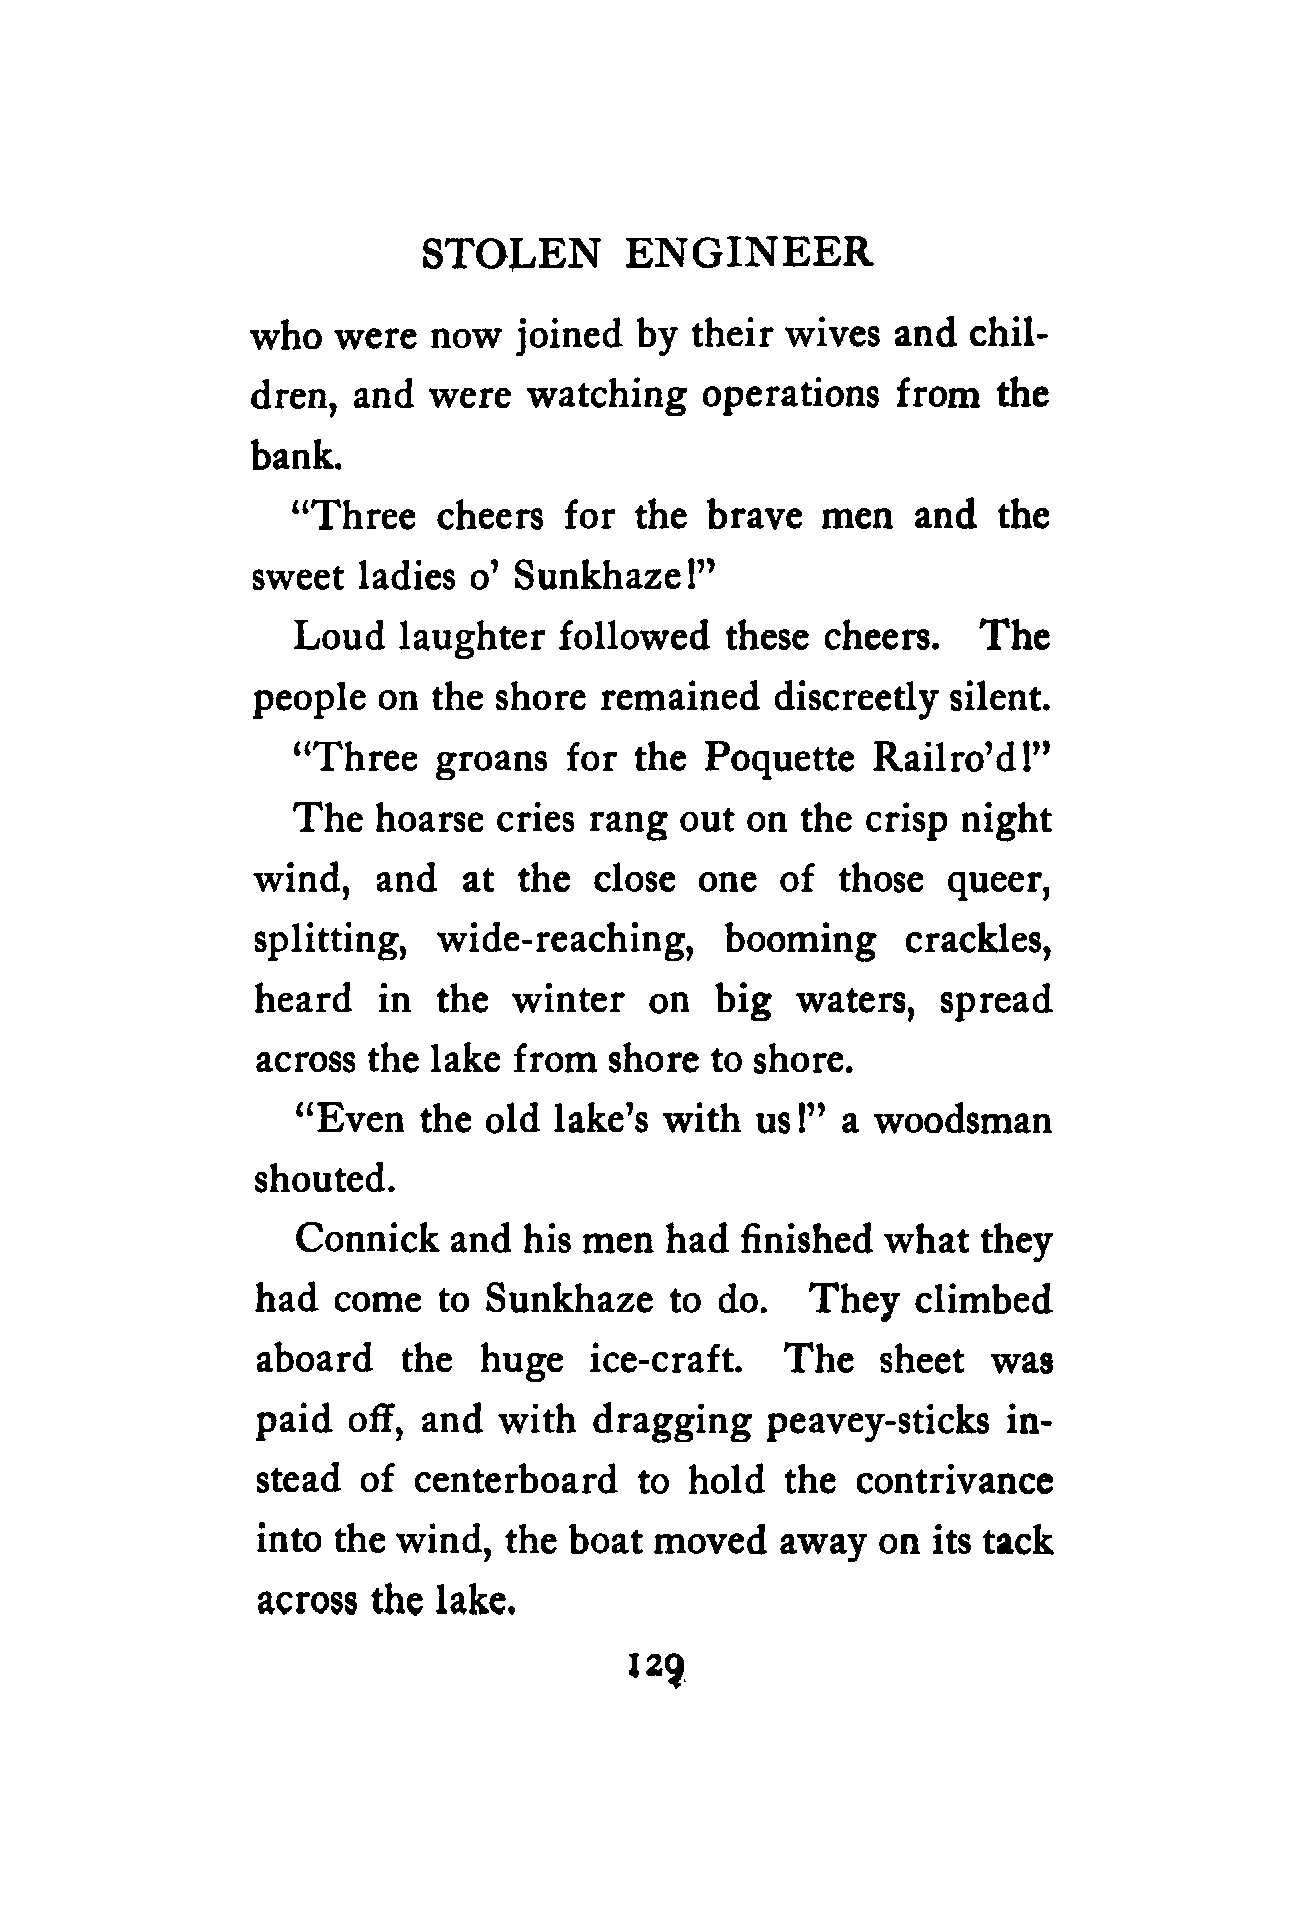 STOLEN ENGINEER
who were now joined by their wives and chil-
dren, and were watching operations from the
bank.
“Three cheers for the brave men and the
sweet ladies o’ Sunkhaze!”
Loud laughter followed these cheers. The
people on the shore remained discreetly silent.
“Three groans for the Poquette Railro’d!”
The hoarse cries rang out on the crisp night
wind, and at the close one of those queer,
splitting, wide-reaching, booming crackles,
heard in the winter on big waters, spread
across the lake from shore to shore.
“Even the old lake’s with us!” a woodsman
shouted.
Connick and his men had finished what they
had come to Sunkhaze to do. They climbed
aboard the huge ice-craft. The sheet was
paid off, and with dragging peavey-sticks in-
stead of centerboard to hold the contrivance
into the wind, the boat moved away on its tack
across the lake.
129